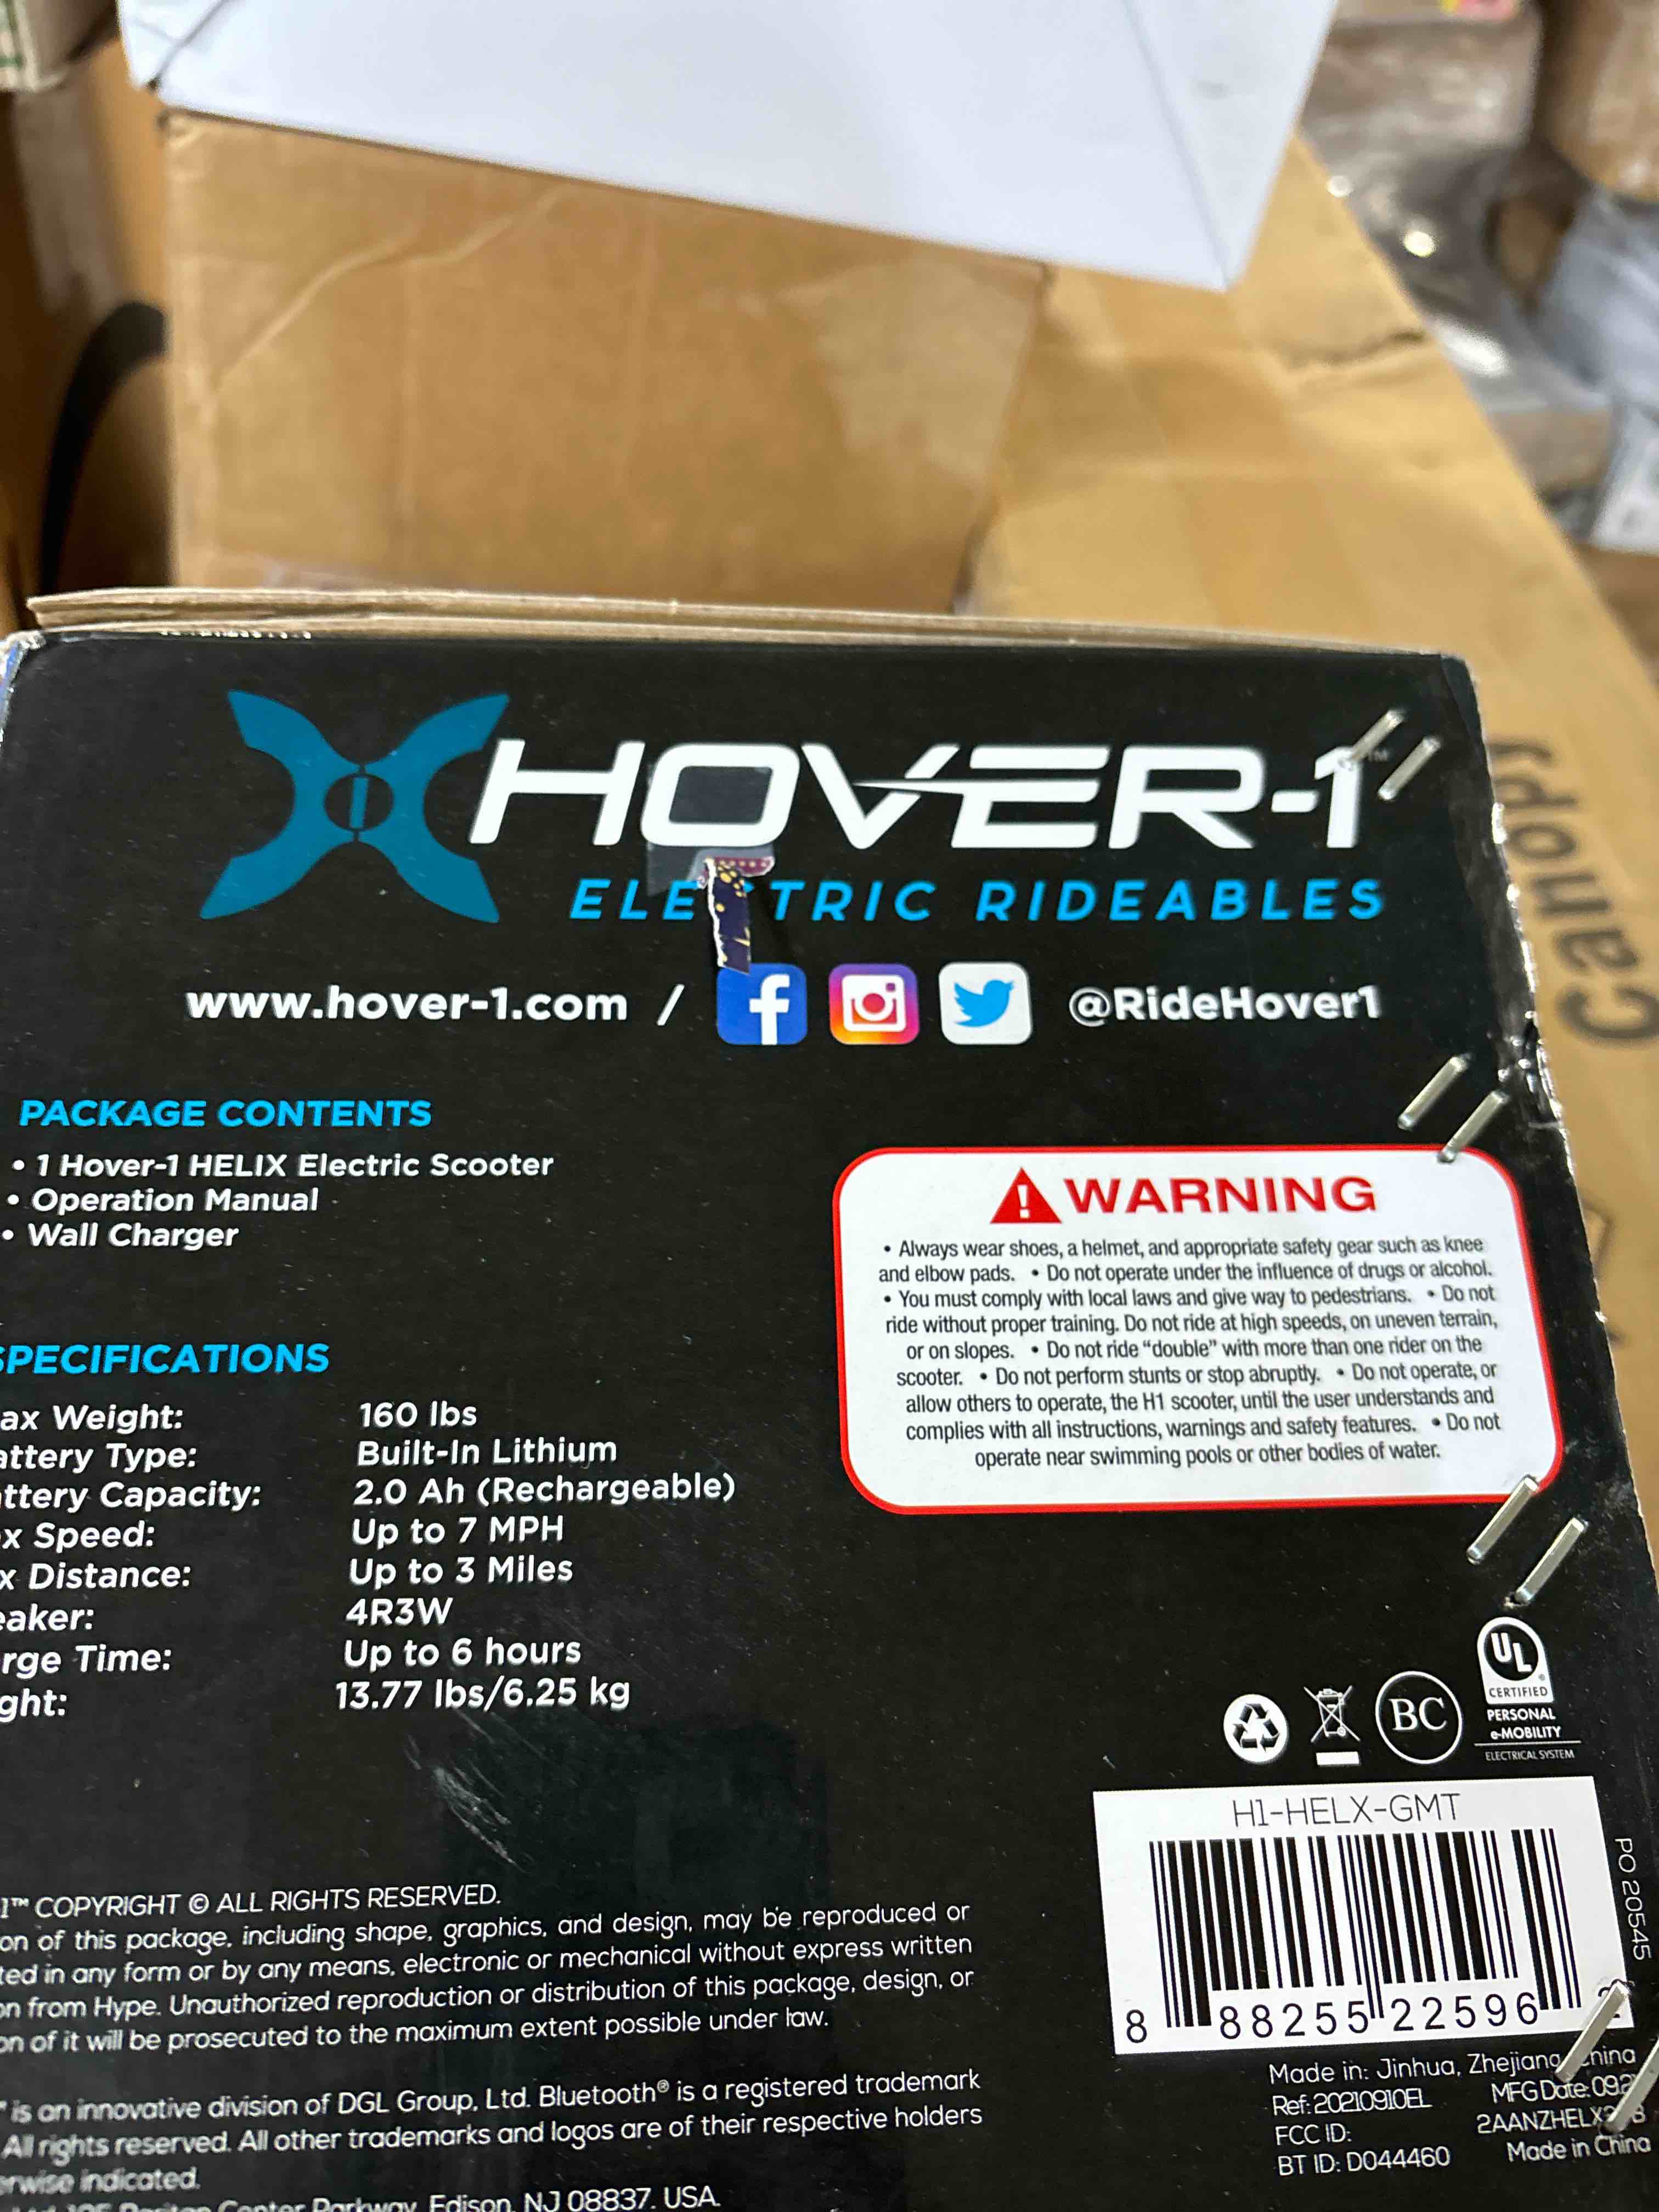 HOVER-1™
ELECTRIC RIDEABLES
www.hover-1.com / @RideHover1
PACKAGE CONTENTS
• 1 Hover-1 HELIX Electric Scooter
• Operation Manual
• Wall Charger
SPECIFICATIONS
ax Weight: 160 lbs
attery Type: Built-In Lithium
ttery Capacity: 2.0 Ah (Rechargeable)
x Speed: Up to 7 MPH
x Distance: Up to 3 Miles
eaker: 4R3W
rge Time: Up to 6 hours
ght: 13.77 lbs/6.25 kg
WARNING
• Always wear shoes, a helmet, and appropriate safety gear such as knee
and elbow pads. • Do not operate under the influence of drugs or alcohol.
• You must comply with local laws and give way to pedestrians. • Do not
ride without proper training. Do not ride at high speeds, on uneven terrain,
or on slopes. • Do not ride “double” with more than one rider on the
scooter. • Do not perform stunts or stop abruptly. • Do not operate, or
allow others to operate, the H1 scooter, until the user understands and
complies with all instructions, warnings and safety features. • Do not
operate near swimming pools or other bodies of water.
BC
UL
CERTIFIED
PERSONAL
e-MOBILITY
ELECTRICAL SYSTEM
H1-HELX-GMT
8 88255 22596
PO 20545
Made in: Jinhua, Zhejiang, China
Ref: 20210910EL MFG Date: 092
FCC ID:
BT ID: D044460 Made in China
1™ COPYRIGHT © ALL RIGHTS RESERVED.
on of this package, including shape, graphics, and design, may be reproduced or
ted in any form or by any means, electronic or mechanical without express written
on from Hype. Unauthorized reproduction or distribution of this package, design, or
on of it will be prosecuted to the maximum extent possible under law.
is an innovative division of DGL Group, Ltd. Bluetooth® is a registered trademark
All rights reserved. All other trademarks and logos are of their respective holders
erwise indicated.
Center Parkway, Edison, NJ 08837. USA
Canopy